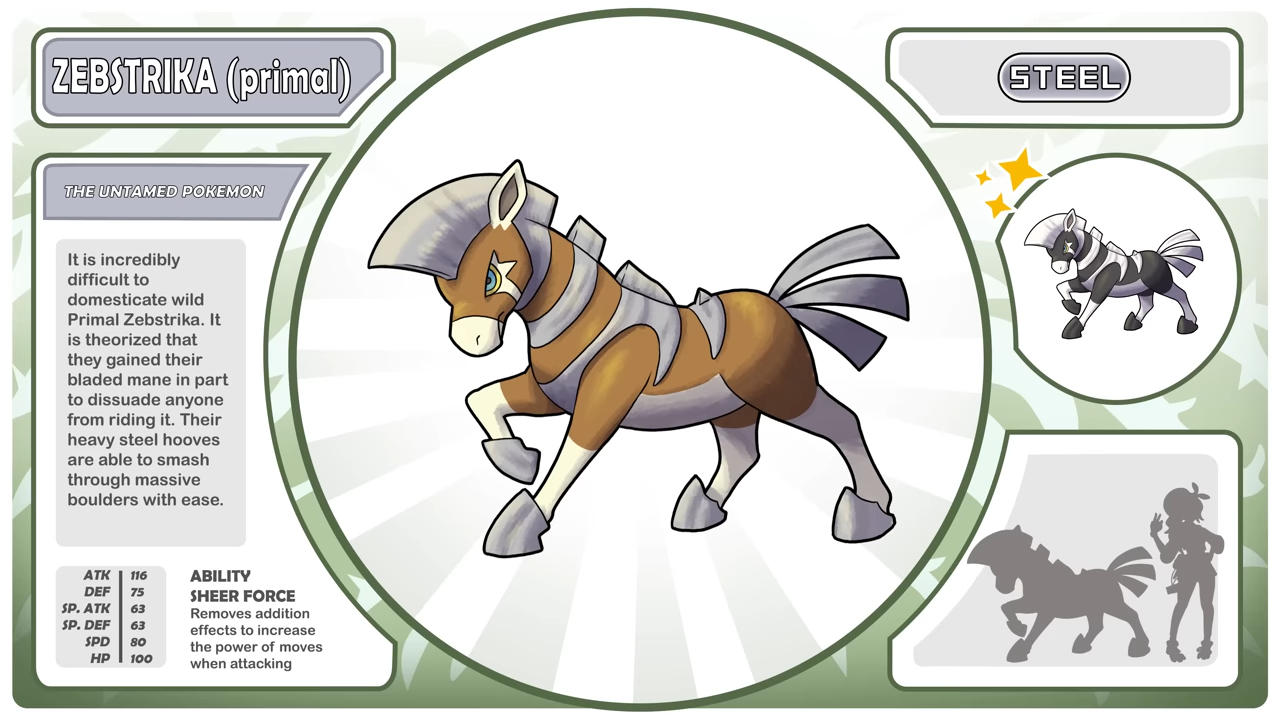 ZEBSTRIKA (primal)
STEEL
THE UNTAMED POKEMON
It is incredibly
difficult to
domesticate wild
Primal Zebstrika. It
is theorized that
they gained their
bladed mane in part
to dissuade anyone
from riding it. Their
heavy steel hooves
are able to smash
through massive
boulders with ease.
ATK 116
DEF 75
SP. ATK 63
SP. DEF 63
SPD 80
HP 100
ABILITY
SHEER FORCE
Removes addition
effects to increase
the power of moves
when attacking